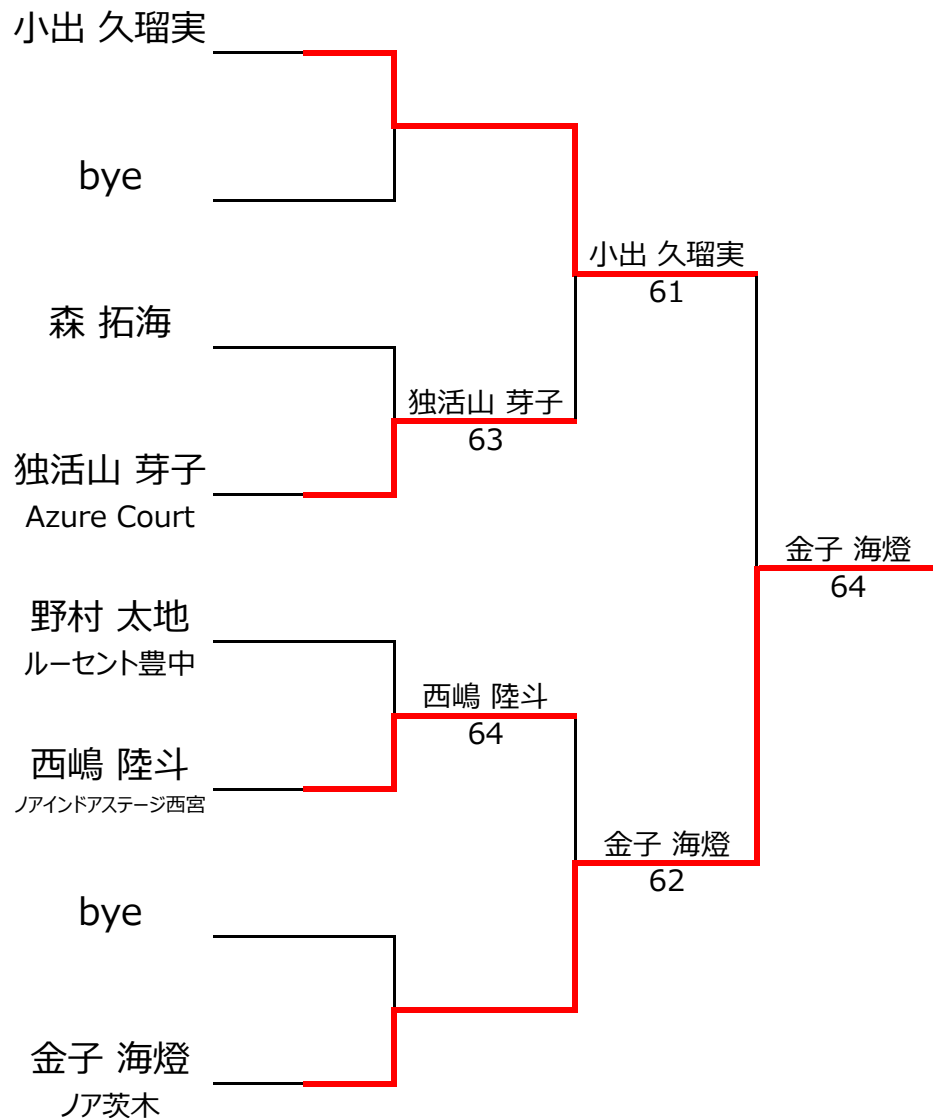 小出 久瑠実
bye
森 拓海
独活山 芽子
Azure Court
野村 太地
ルーセント豊中
西嶋 陸斗
ノアインドアステージ西宮
bye
金子 海燈
ノア茨木
独活山 芽子
63
西嶋 陸斗
64
小出 久瑠実
61
金子 海燈
62
金子 海燈
64